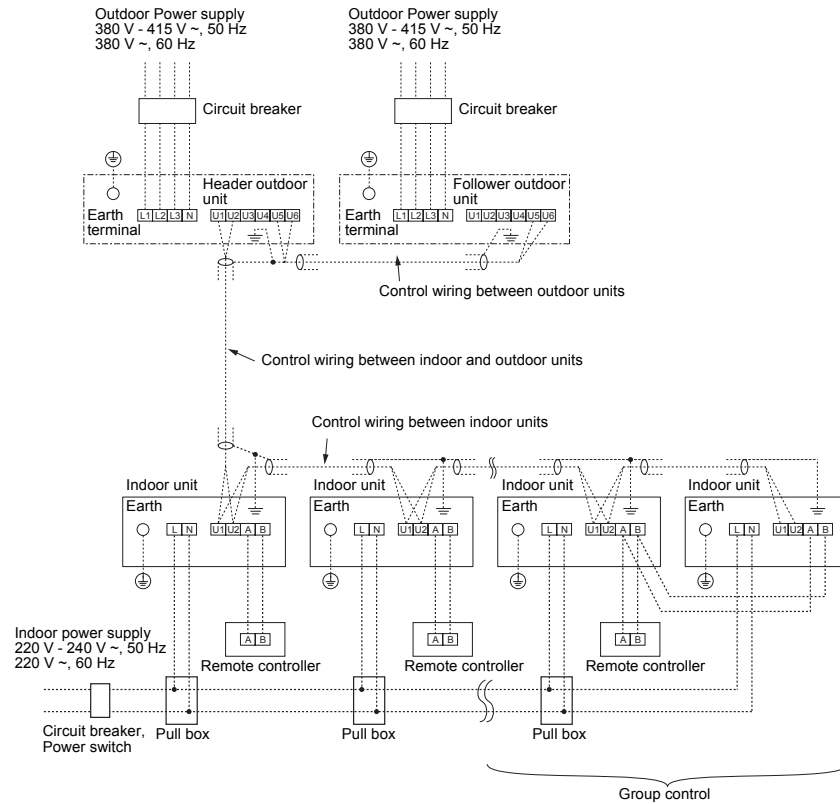 Outdoor Power supply
380 V - 415 V ~, 50 Hz
380 V ~, 60 Hz
Outdoor Power supply
380 V - 415 V ~, 50 Hz
380 V ~, 60 Hz
Circuit breaker
Circuit breaker
Header outdoor
unit
Earth
terminal
L1 L2 L3 N
U1 U2 U3 U4 U5 U6
Follower outdoor
unit
Earth
terminal
L1 L2 L3 N
U1 U2 U3 U4 U5 U6
Control wiring between outdoor units
Control wiring between indoor and outdoor units
Control wiring between indoor units
Indoor unit
Earth
L N
U1 U2 A B
Indoor unit
Earth
L N
U1 U2 A B
Indoor unit
Earth
L N
U1 U2 A B
Indoor unit
Earth
L N
U1 U2 A B
A B
Remote controller
A B
Remote controller
A B
Remote controller
Indoor power supply
220 V - 240 V ~, 50 Hz
220 V ~, 60 Hz
Circuit breaker,
Power switch
Pull box
Pull box
Pull box
Group control